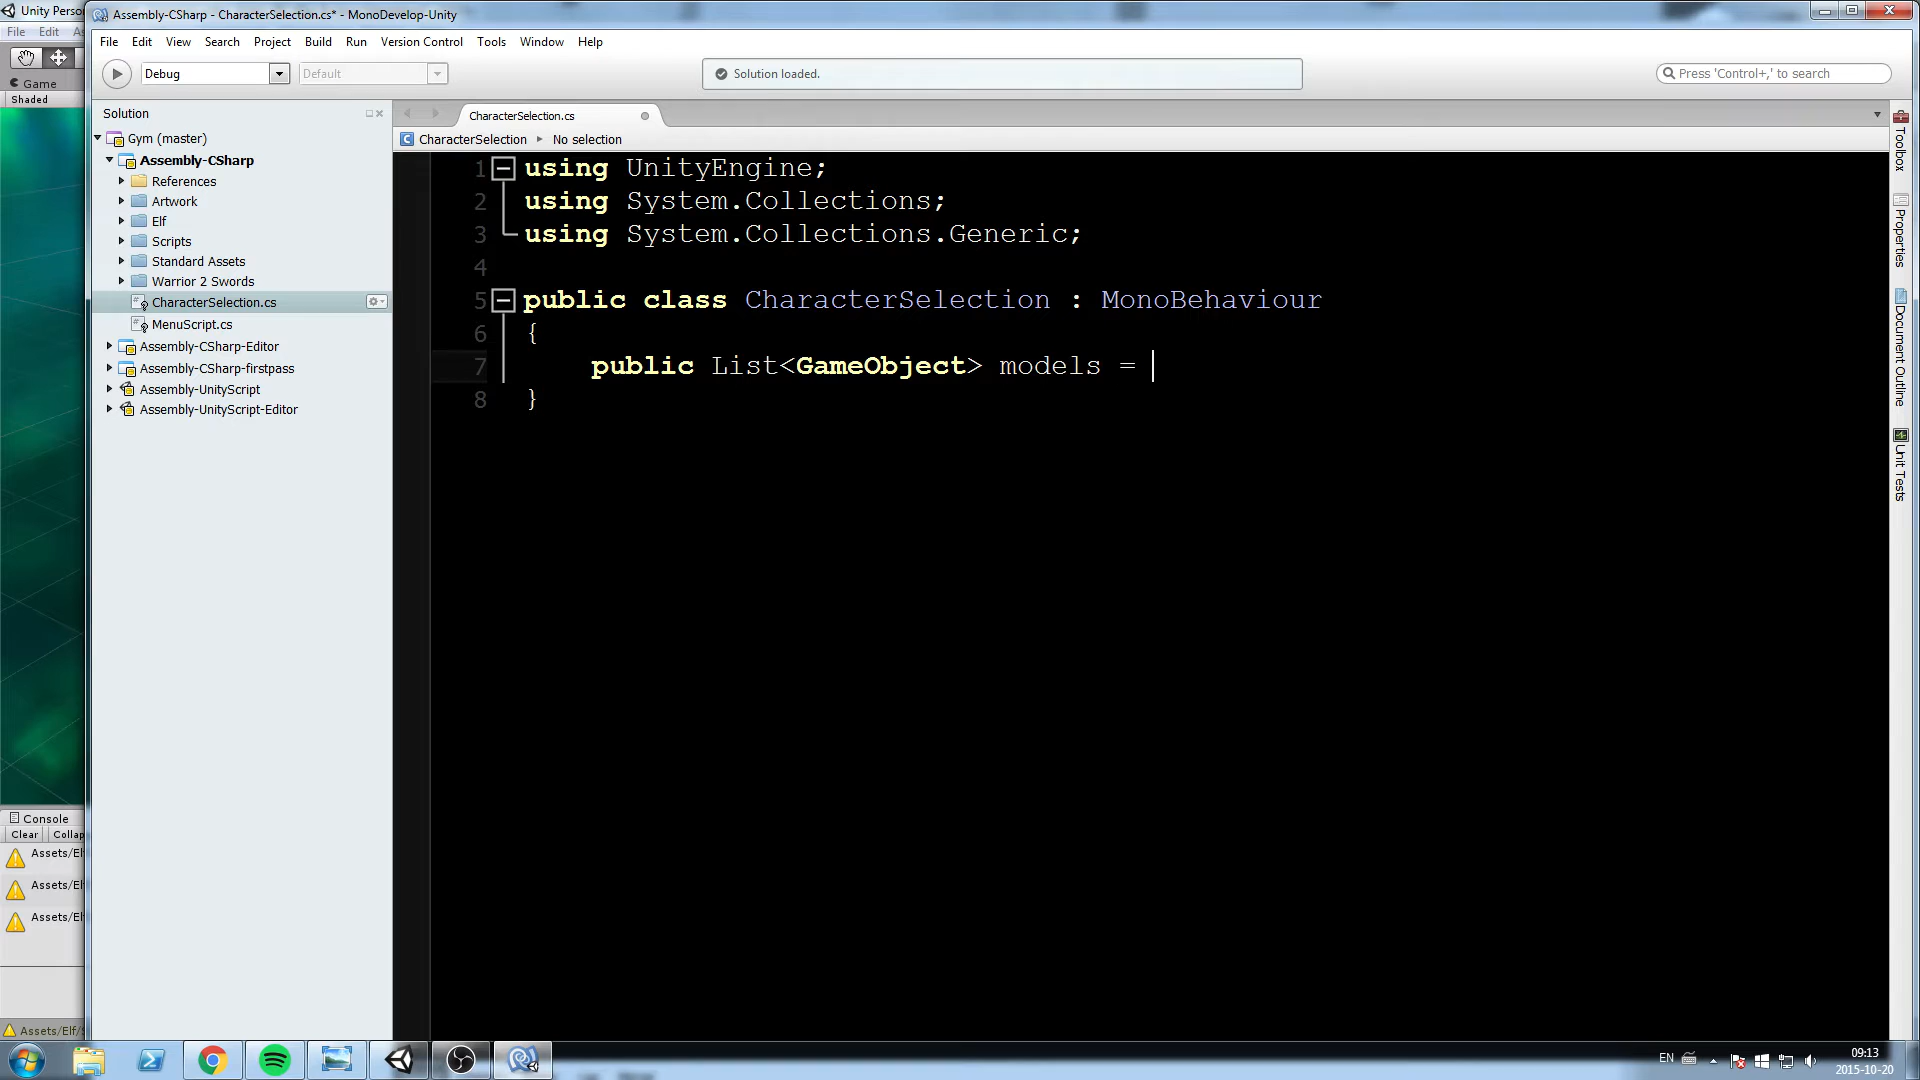 Unity Perso
Assembly-CSharp - CharacterSelection.cs* - MonoDevelop-Unity
File Edit As
File Edit View Search Project Build Run Version Control Tools Window Help
Debug
Default
Solution loaded.
Press 'Control+,' to search
Game
Shaded
Solution
CharacterSelection.cs
CharacterSelection No selection
Gym (master)
Assembly-CSharp
References
Artwork
Elf
Scripts
Standard Assets
Warrior 2 Swords
CharacterSelection.cs
MenuScript.cs
Assembly-CSharp-Editor
Assembly-CSharp-firstpass
Assembly-UnityScript
Assembly-UnityScript-Editor
1 using UnityEngine;
2 using System.Collections;
3 using System.Collections.Generic;
4
5 public class CharacterSelection : MonoBehaviour
6 {
7 public List<GameObject> models =
8 }
Toolbox
Properties
Document Outline
Unit Tests
Console
Clear Collap
Assets/El
Assets/El
Assets/El
Assets/Elf/S
EN
09:13
2015-10-20